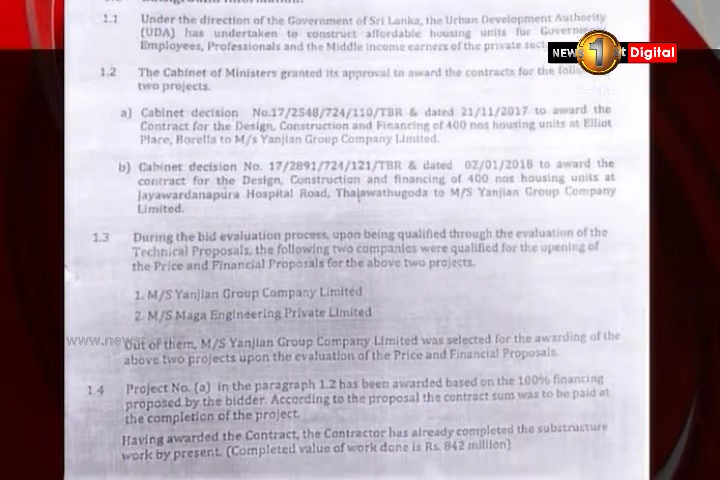 1.1 Under the direction of the Government of Sri Lanka, the Urban Development Authority
(UDA) has undertaken to construct affordable housing units for
Employees, Professionals and the Middle income earners of the private
NEWS 1st Digital
1.2 The Cabinet of Ministers granted its approval to award the contracts for the
two projects.
a) Cabinet decision No.17/2548/724/110/TBR & dated 21/11/2017 to award the
Contract for the Design, Construction and Financing of 400 nos housing units at Elliot
Place, Borella to M/s Yanjian Group Company Limited.
b) Cabinet decision No. 17/2891/724/121/TBR & dated 02/01/2018 to award the
contract for the Design, Construction and financing of 400 nos housing units at
Jayawardanapura Hospital Road, Thalawathugoda to M/S Yanjian Group Company
Limited.
1.3 During the bid evaluation process, upon being qualified through the evaluation of the
Technical Proposals, the following two companies were qualified for the opening of
the Price and Financial Proposals for the above two projects.
1. M/S Yanjian Group Company Limited
2. M/S Maga Engineering Private Limited
Out of them, M/S Yanjian Group Company Limited was selected for the awarding of the
above two projects upon the evaluation of the Price and Financial Proposals.
1.4 Project No. (a) in the paragraph 1.2 has been awarded based on the 100% financing
proposed by the bidder. According to the proposal the contract sum was to be paid at
the completion of the project.
Having awarded the Contract, the Contractor has already completed the substructure
work by present. (Completed value of work done is Rs. 842 million)